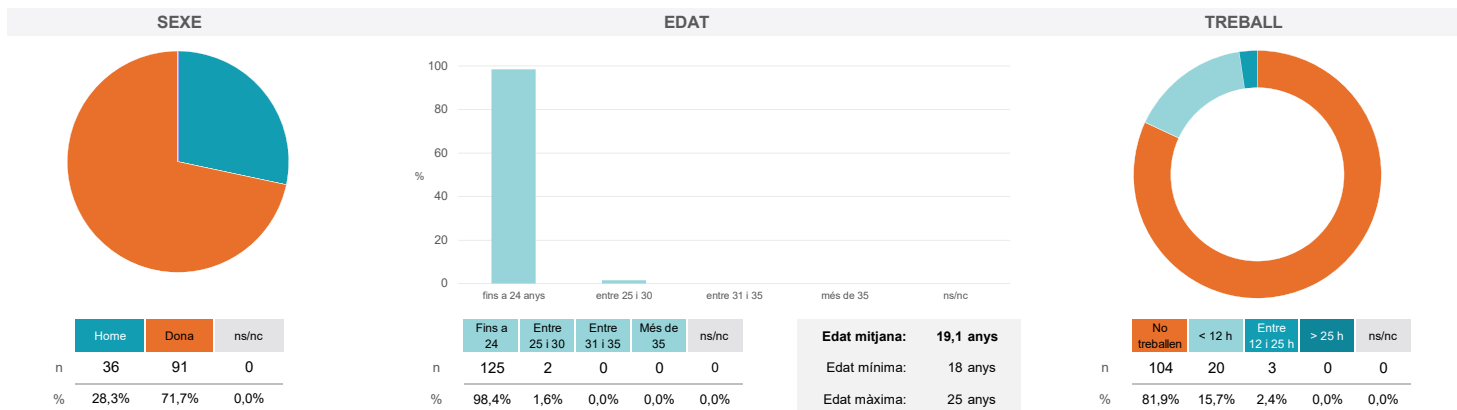 SEXE
EDAT
TREBALL
100
80
60
%
40
20
0
fins a 24 anys entre 25 i 30 entre 31 i 35 més de 35 ns/nc
Home Dona ns/nc
n 36 91 0
% 28,3% 71,7% 0,0%
Fins a 24 Entre 25 i 30 Entre 31 i 35 Més de 35 ns/nc
n 125 2 0 0 0
% 98,4% 1,6% 0,0% 0,0% 0,0%
Edat mitjana: 19,1 anys
Edat mínima: 18 anys
Edat màxima: 25 anys
No treballen < 12 h Entre 12 i 25 h > 25 h ns/nc
n 104 20 3 0 0
% 81,9% 15,7% 2,4% 0,0% 0,0%